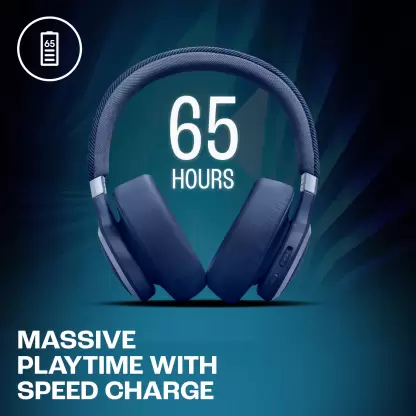 65
65
HOURS
MASSIVE
PLAYTIME WITH
SPEED CHARGE